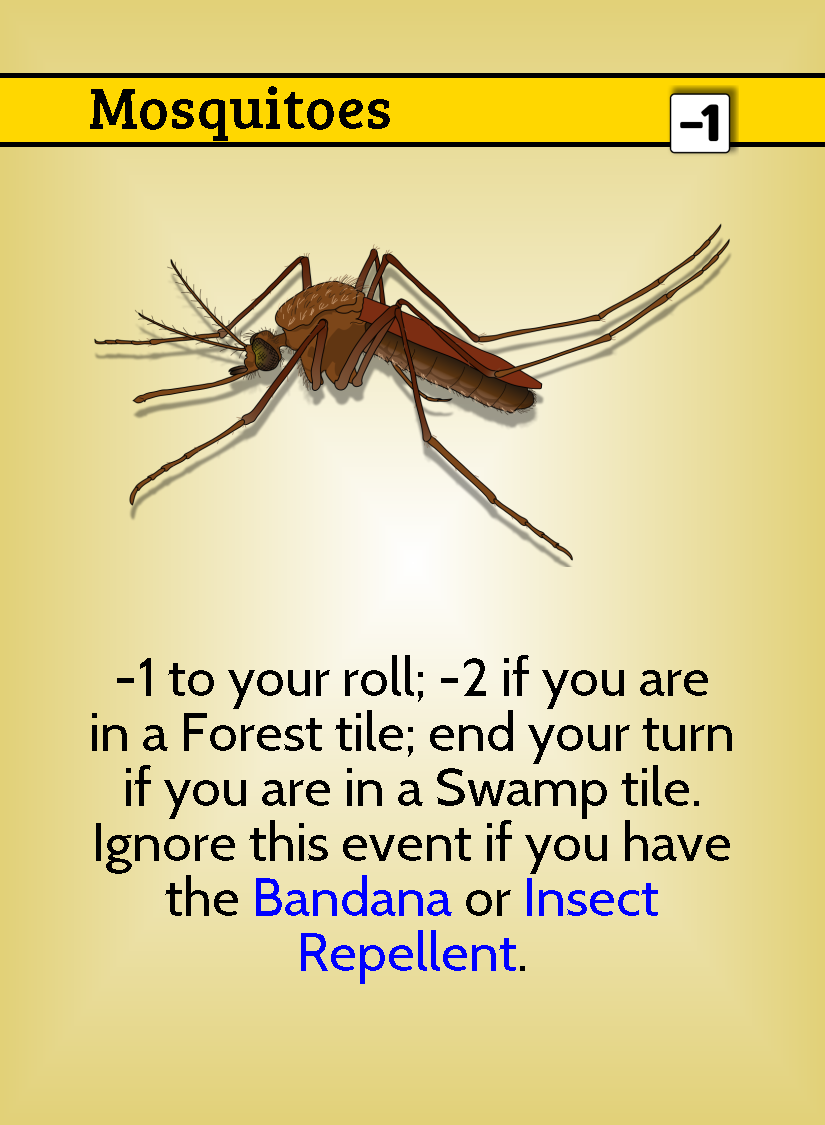 Mosquitoes
-1
-1 to your roll; -2 if you are
in a Forest tile; end your turn
if you are in a Swamp tile.
Ignore this event if you have
the Bandana or Insect
Repellent.